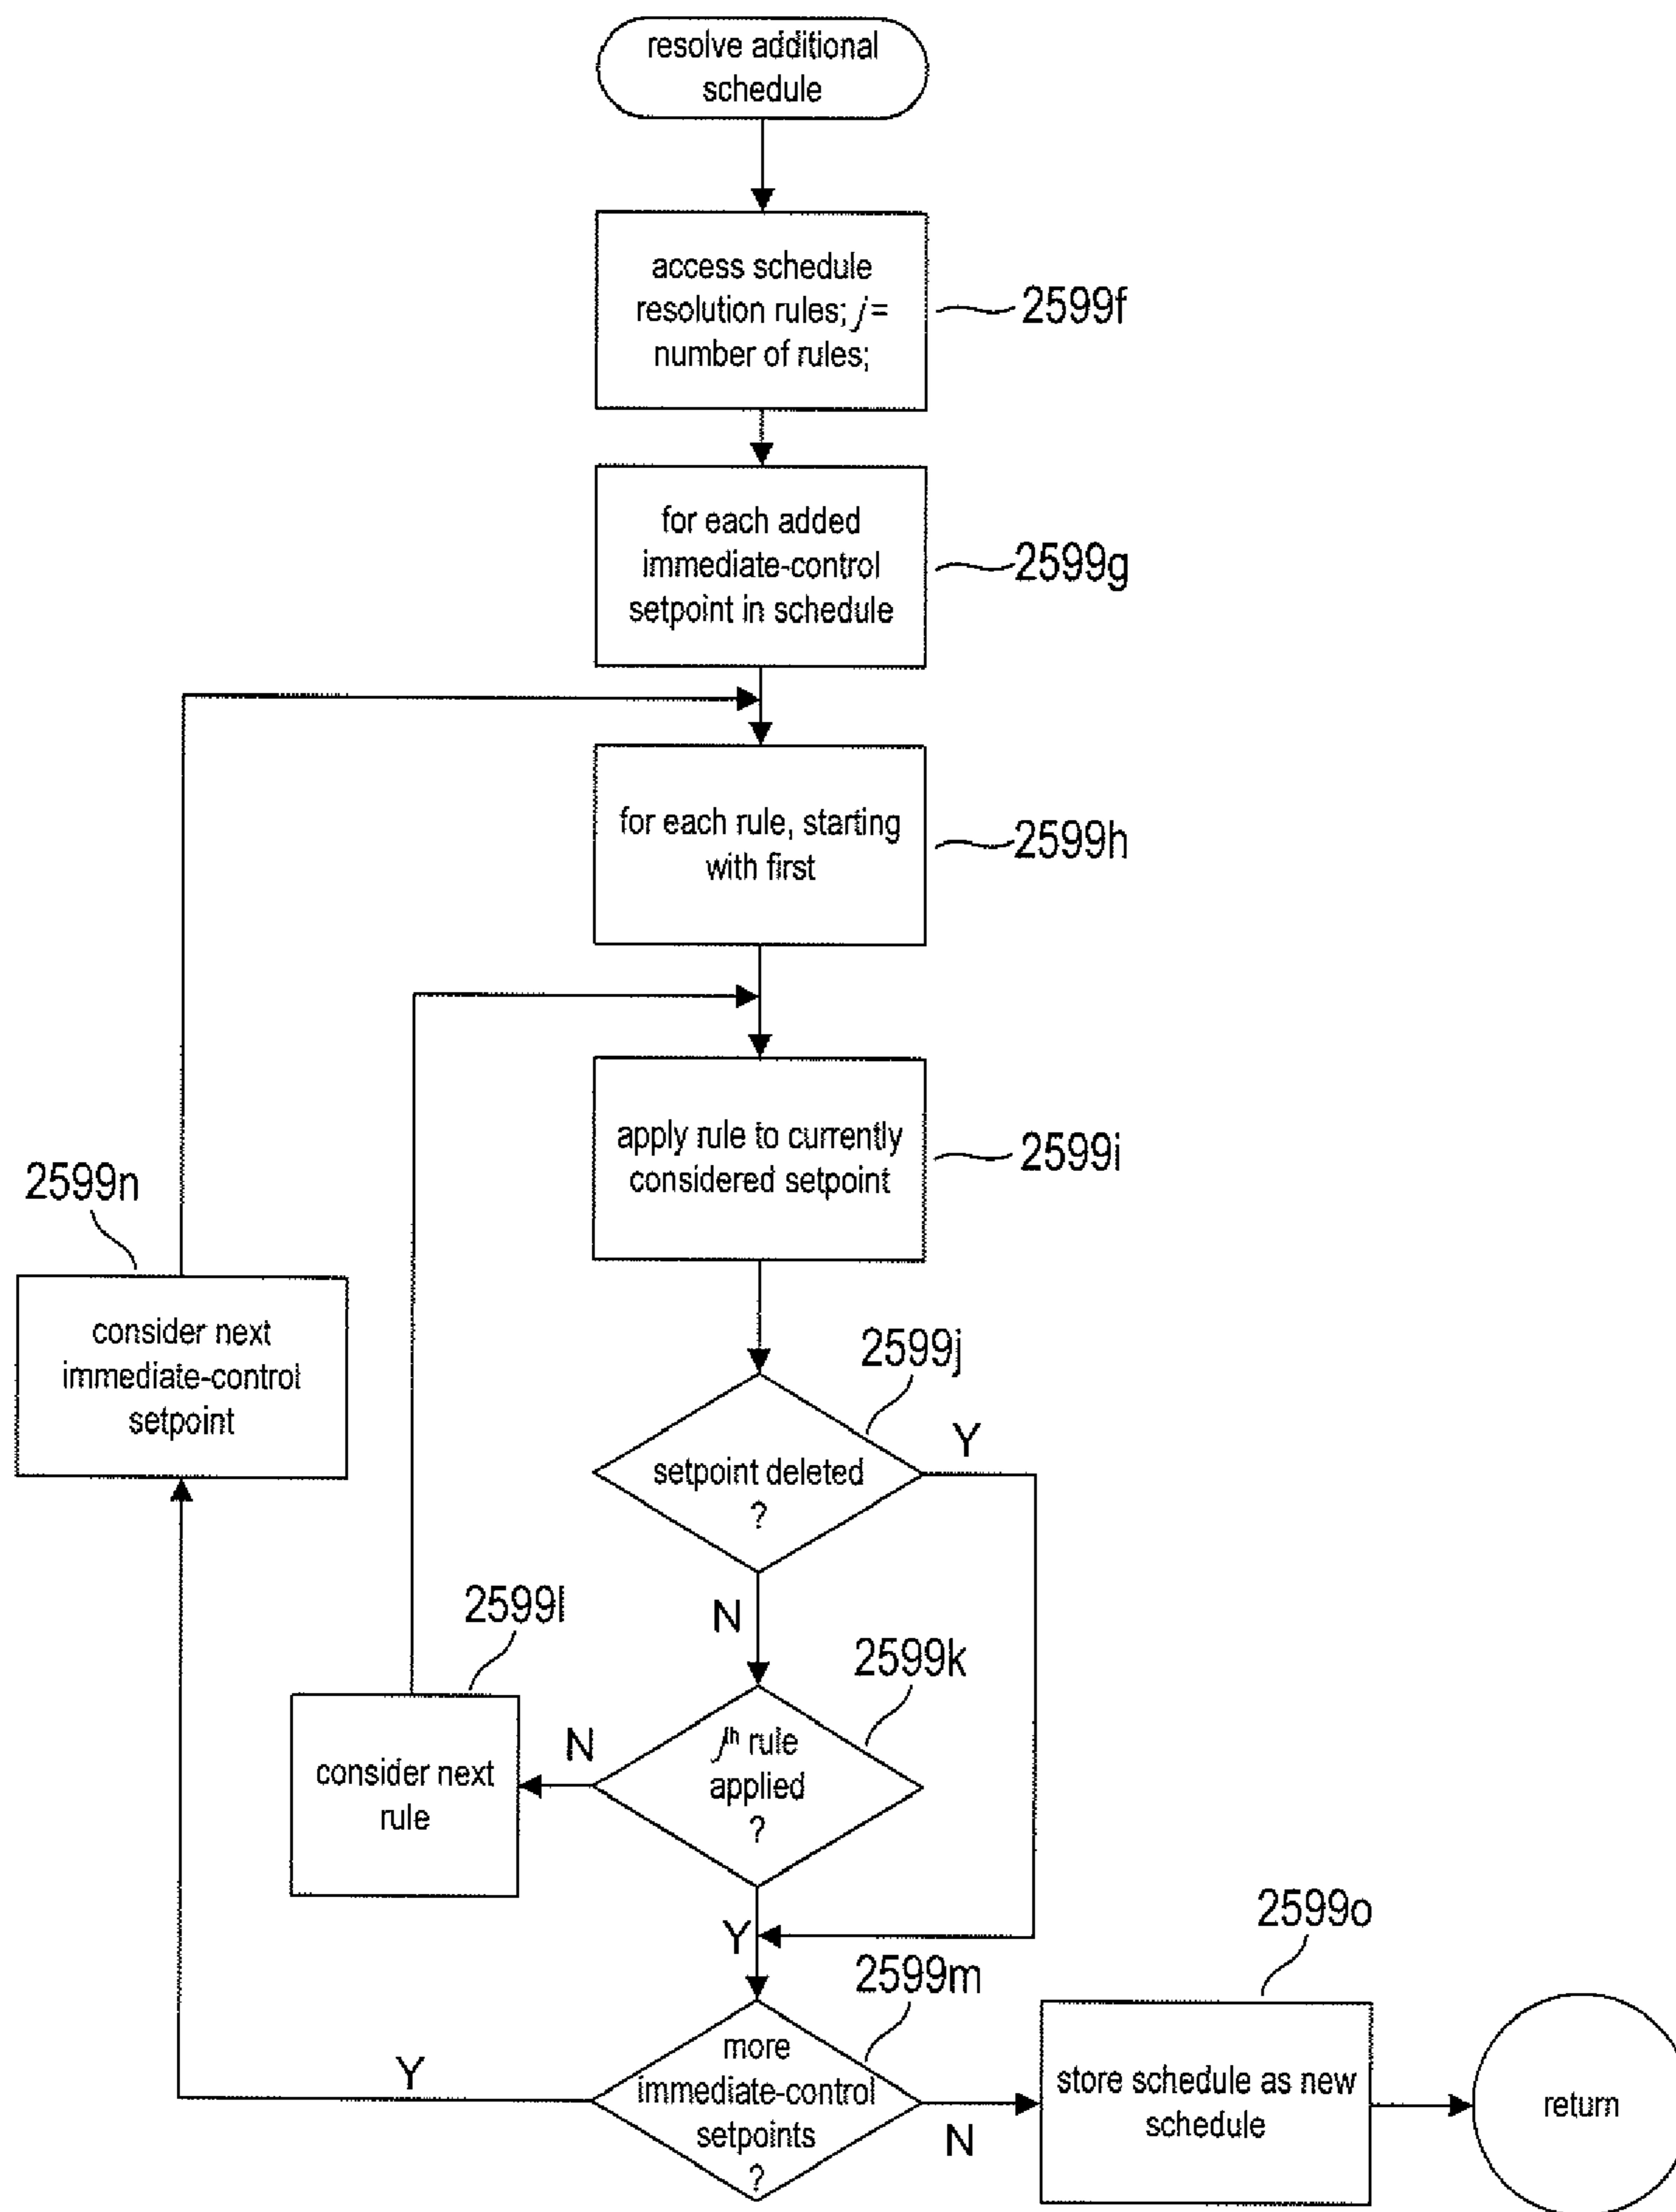 resolve additional
schedule
access schedule
resolution rules; j =
number of rules;
2599f
for each added
immediate-control
setpoint in schedule
2599g
for each rule, starting
with first
2599h
apply rule to currently
considered setpoint
2599i
2599n
consider next
immediate-control
setpoint
2599j
setpoint deleted
?
Y
N
2599l
consider next
rule
N
2599k
jth rule
applied
?
Y
2599m
more
immediate-control
setpoints
?
Y
N
2599o
store schedule as new
schedule
return